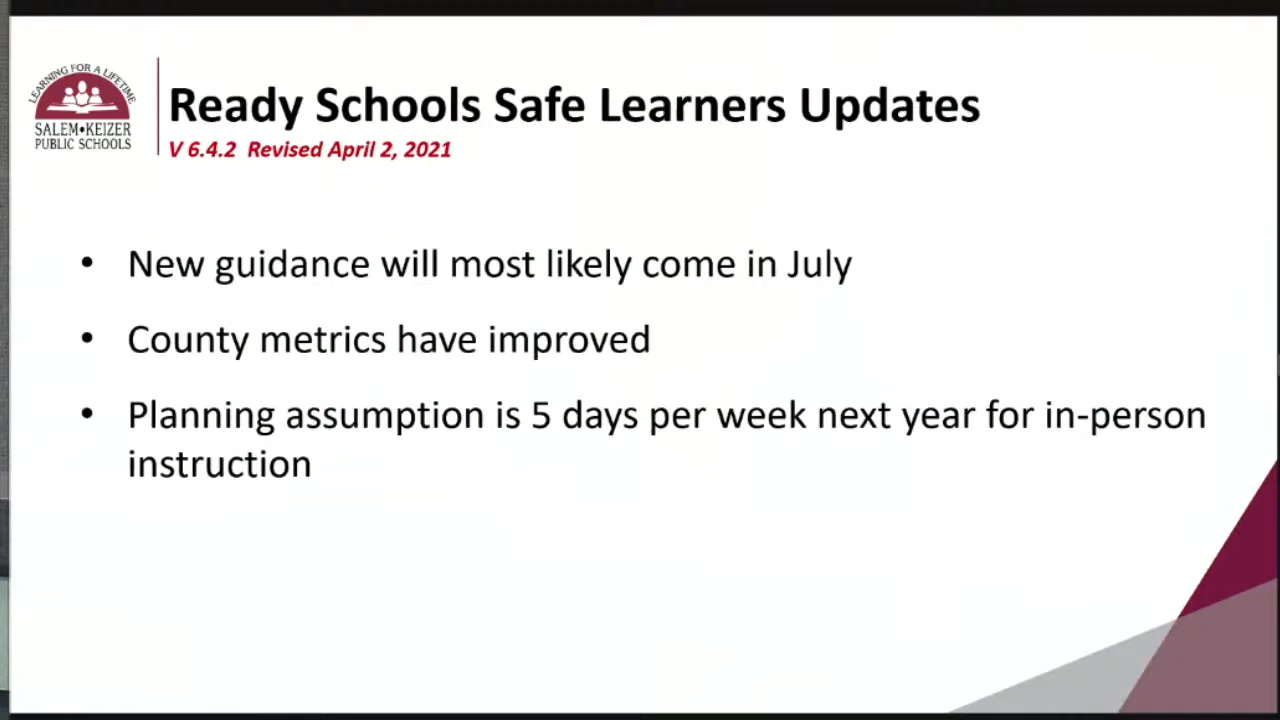 LEARNING FOR A LIFETIME
SALEM•KEIZER
PUBLIC SCHOOLS
Ready Schools Safe Learners Updates
V 6.4.2 Revised April 2, 2021
• New guidance will most likely come in July
• County metrics have improved
• Planning assumption is 5 days per week next year for in-person
instruction